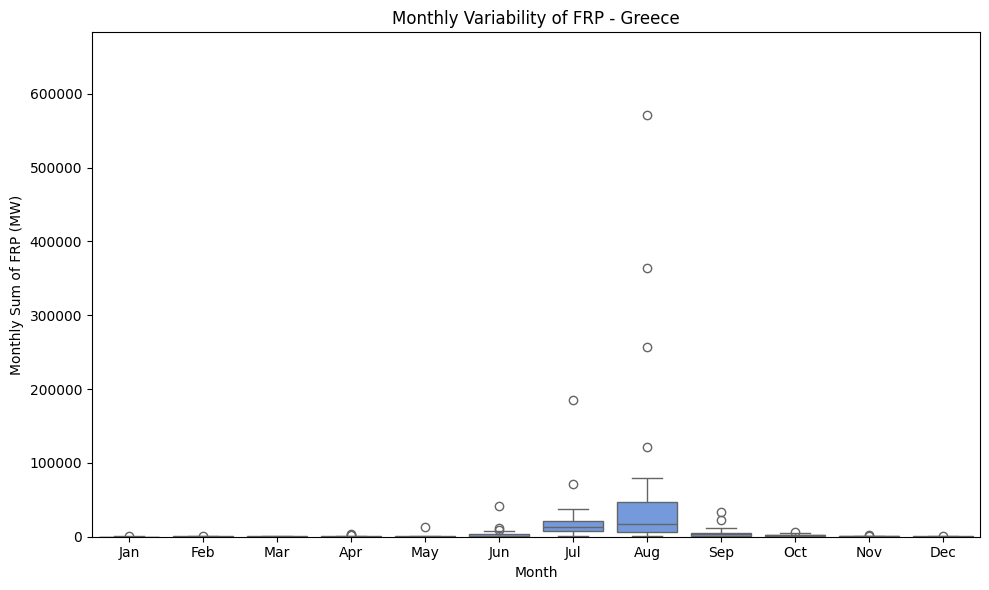 Monthly Variability of FRP - Greece
Monthly Sum of FRP (MW)
600000
500000
400000
300000
200000
100000
0
Jan Feb Mar Apr May Jun Jul Aug Sep Oct Nov Dec
Month